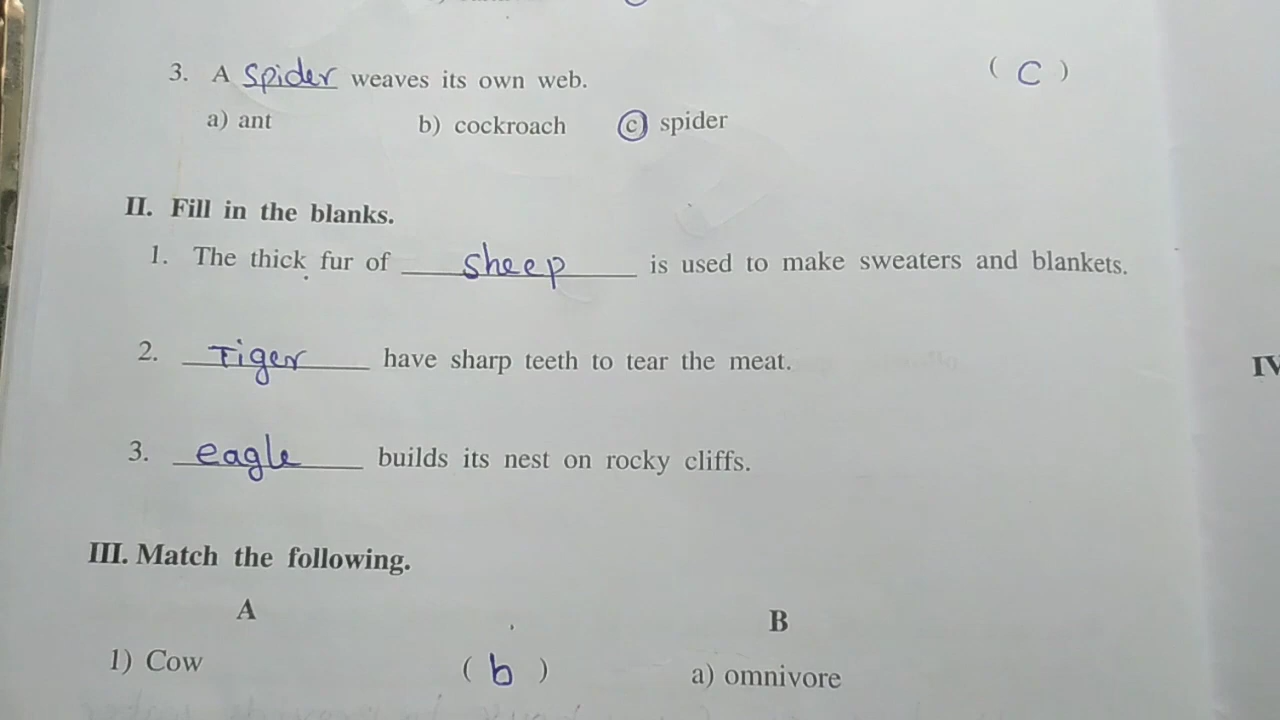 3. A Spider weaves its own web. ( C )
a) ant b) cockroach c) spider
II. Fill in the blanks.
1. The thick fur of sheep is used to make sweaters and blankets.
2. Tiger have sharp teeth to tear the meat.
3. eagle builds its nest on rocky cliffs.
IV
III. Match the following.
A B
1) Cow ( b ) a) omnivore